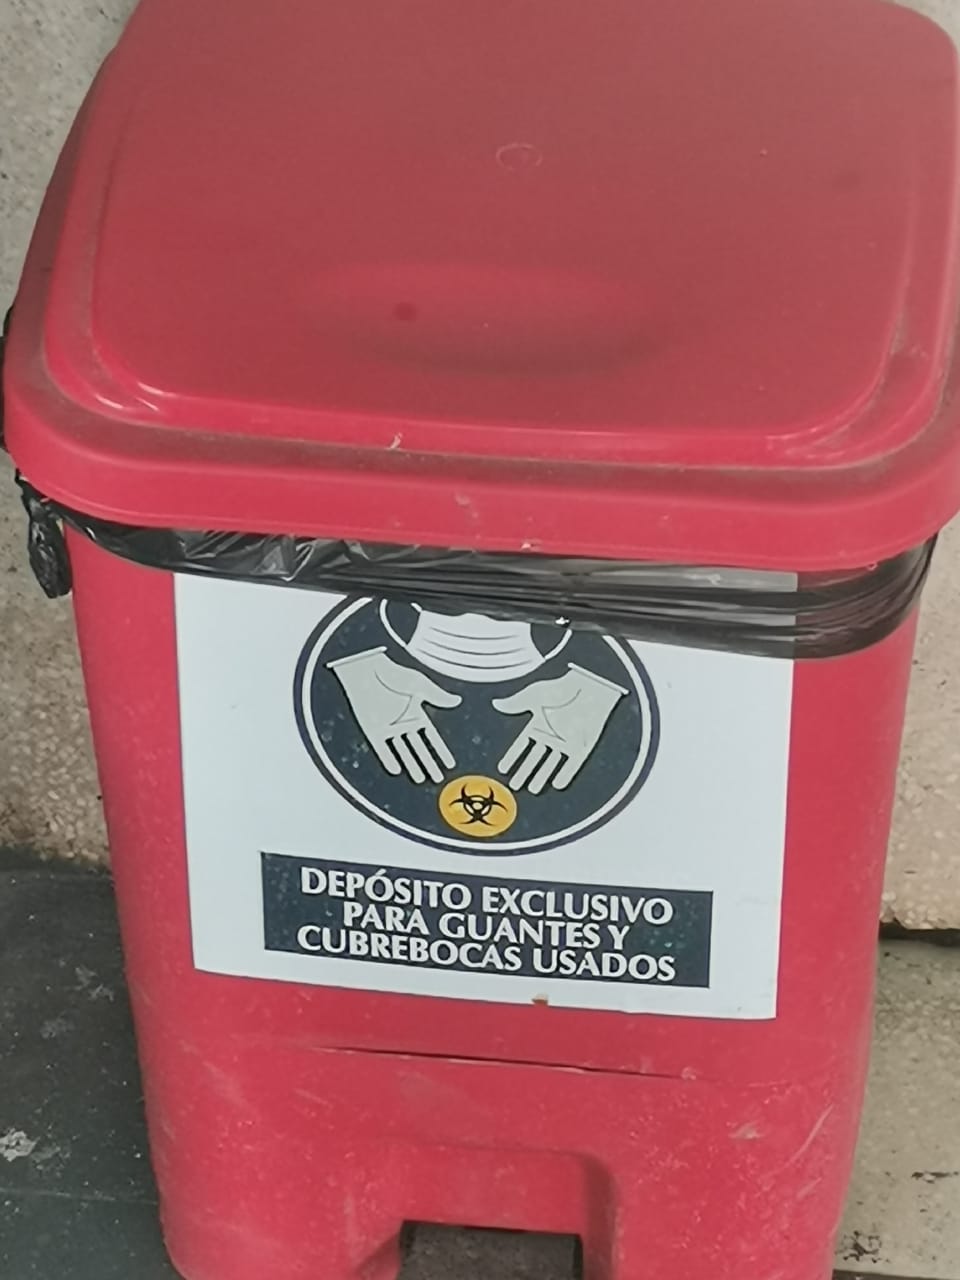 DEPÓSITO EXCLUSIVO
PARA GUANTES Y
CUBREBOCAS USADOS